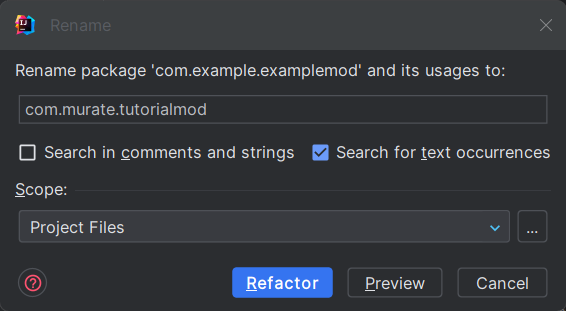 Rename
Rename package 'com.example.examplemod' and its usages to:
com.murate.tutorialmod
Search in comments and strings Search for text occurrences
Scope:
Project Files ...
? Refactor Preview Cancel